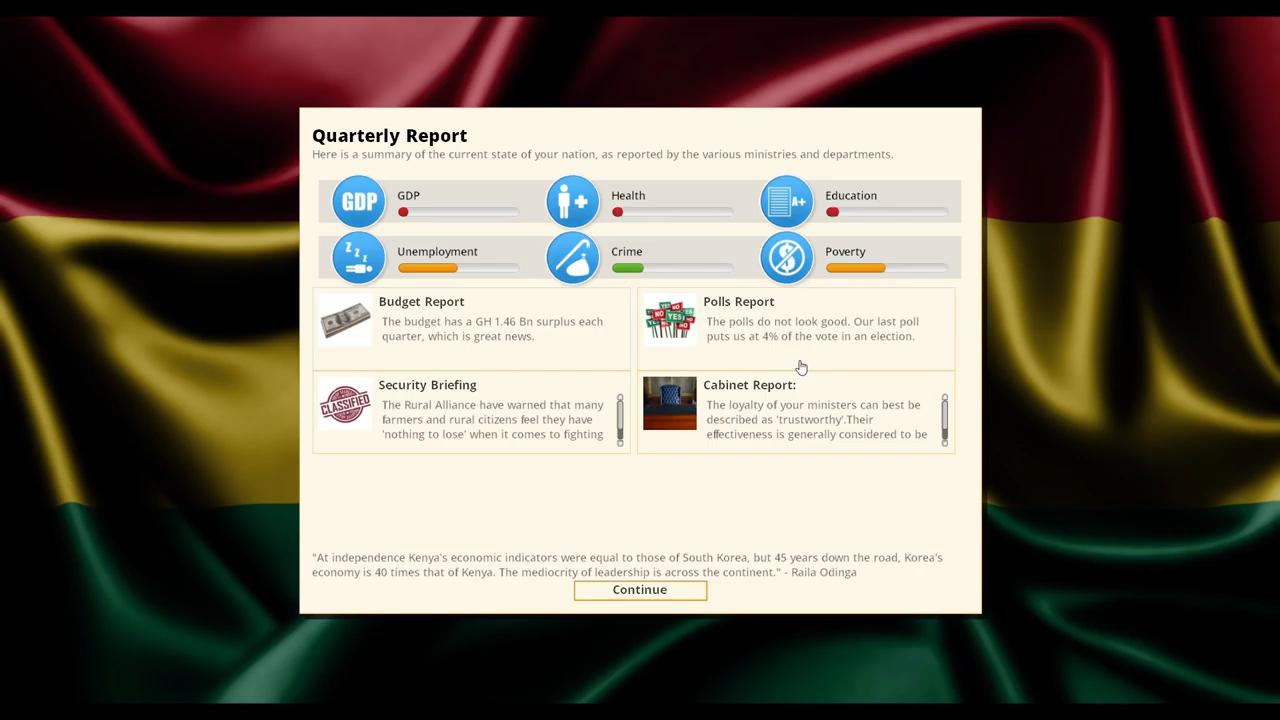 Quarterly Report
Here is a summary of the current state of your nation, as reported by the various ministries and departments.
GDP
GDP
Health
A+
Education
Z Z Z
Unemployment
Crime
$
Poverty
Budget Report
The budget has a GH 1.46 Bn surplus each
quarter, which is great news.
NO YES NO YES NO
Polls Report
The polls do not look good. Our last poll
puts us at 4% of the vote in an election.
CLASSIFIED
Security Briefing
The Rural Alliance have warned that many
farmers and rural citizens feel they have
'nothing to lose' when it comes to fighting
Cabinet Report:
The loyalty of your ministers can best be
described as 'trustworthy'.Their
effectiveness is generally considered to be
"At independence Kenya's economic indicators were equal to those of South Korea, but 45 years down the road, Korea's
economy is 40 times that of Kenya. The mediocrity of leadership is across the continent." - Raila Odinga
Continue